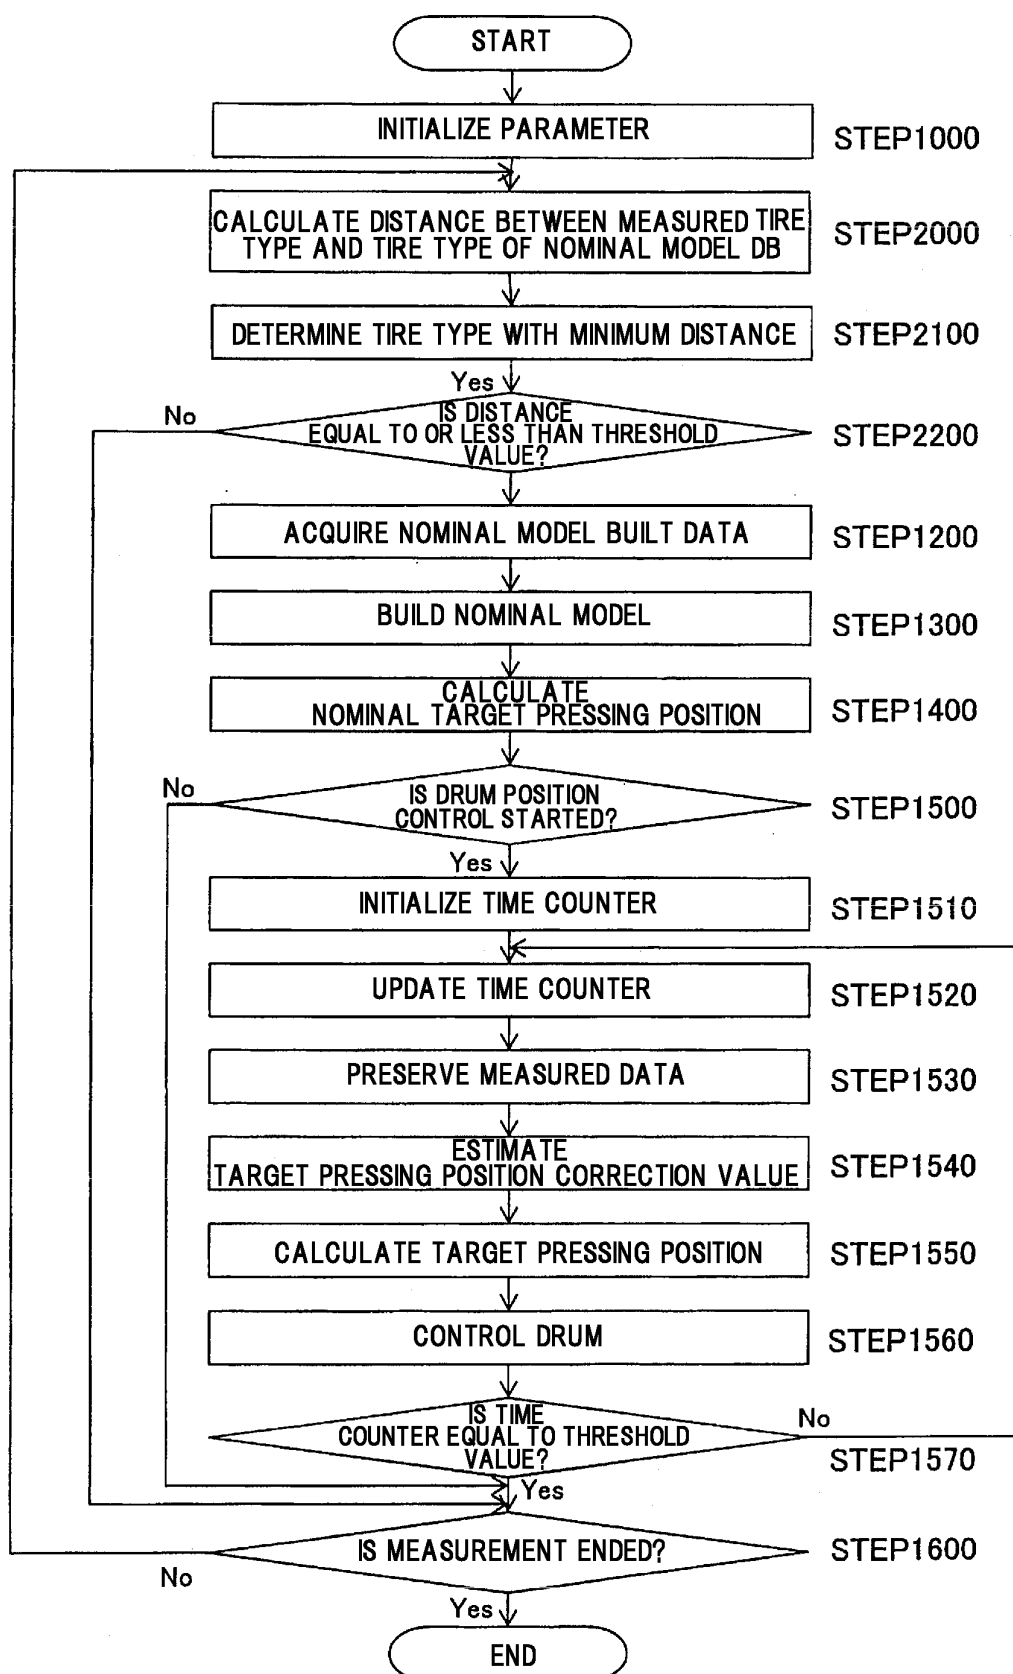 START
INITIALIZE PARAMETER
STEP1000
CALCULATE DISTANCE BETWEEN MEASURED TIRE
TYPE AND TIRE TYPE OF NOMINAL MODEL DB
STEP2000
DETERMINE TIRE TYPE WITH MINIMUM DISTANCE
STEP2100
Yes
No
IS DISTANCE
EQUAL TO OR LESS THAN THRESHOLD
VALUE?
STEP2200
ACQUIRE NOMINAL MODEL BUILT DATA
STEP1200
BUILD NOMINAL MODEL
STEP1300
CALCULATE
NOMINAL TARGET PRESSING POSITION
STEP1400
No
IS DRUM POSITION
CONTROL STARTED?
STEP1500
Yes
INITIALIZE TIME COUNTER
STEP1510
UPDATE TIME COUNTER
STEP1520
PRESERVE MEASURED DATA
STEP1530
ESTIMATE
TARGET PRESSING POSITION CORRECTION VALUE
STEP1540
CALCULATE TARGET PRESSING POSITION
STEP1550
CONTROL DRUM
STEP1560
IS TIME
COUNTER EQUAL TO THRESHOLD
VALUE?
No
STEP1570
Yes
IS MEASUREMENT ENDED?
STEP1600
No
Yes
END